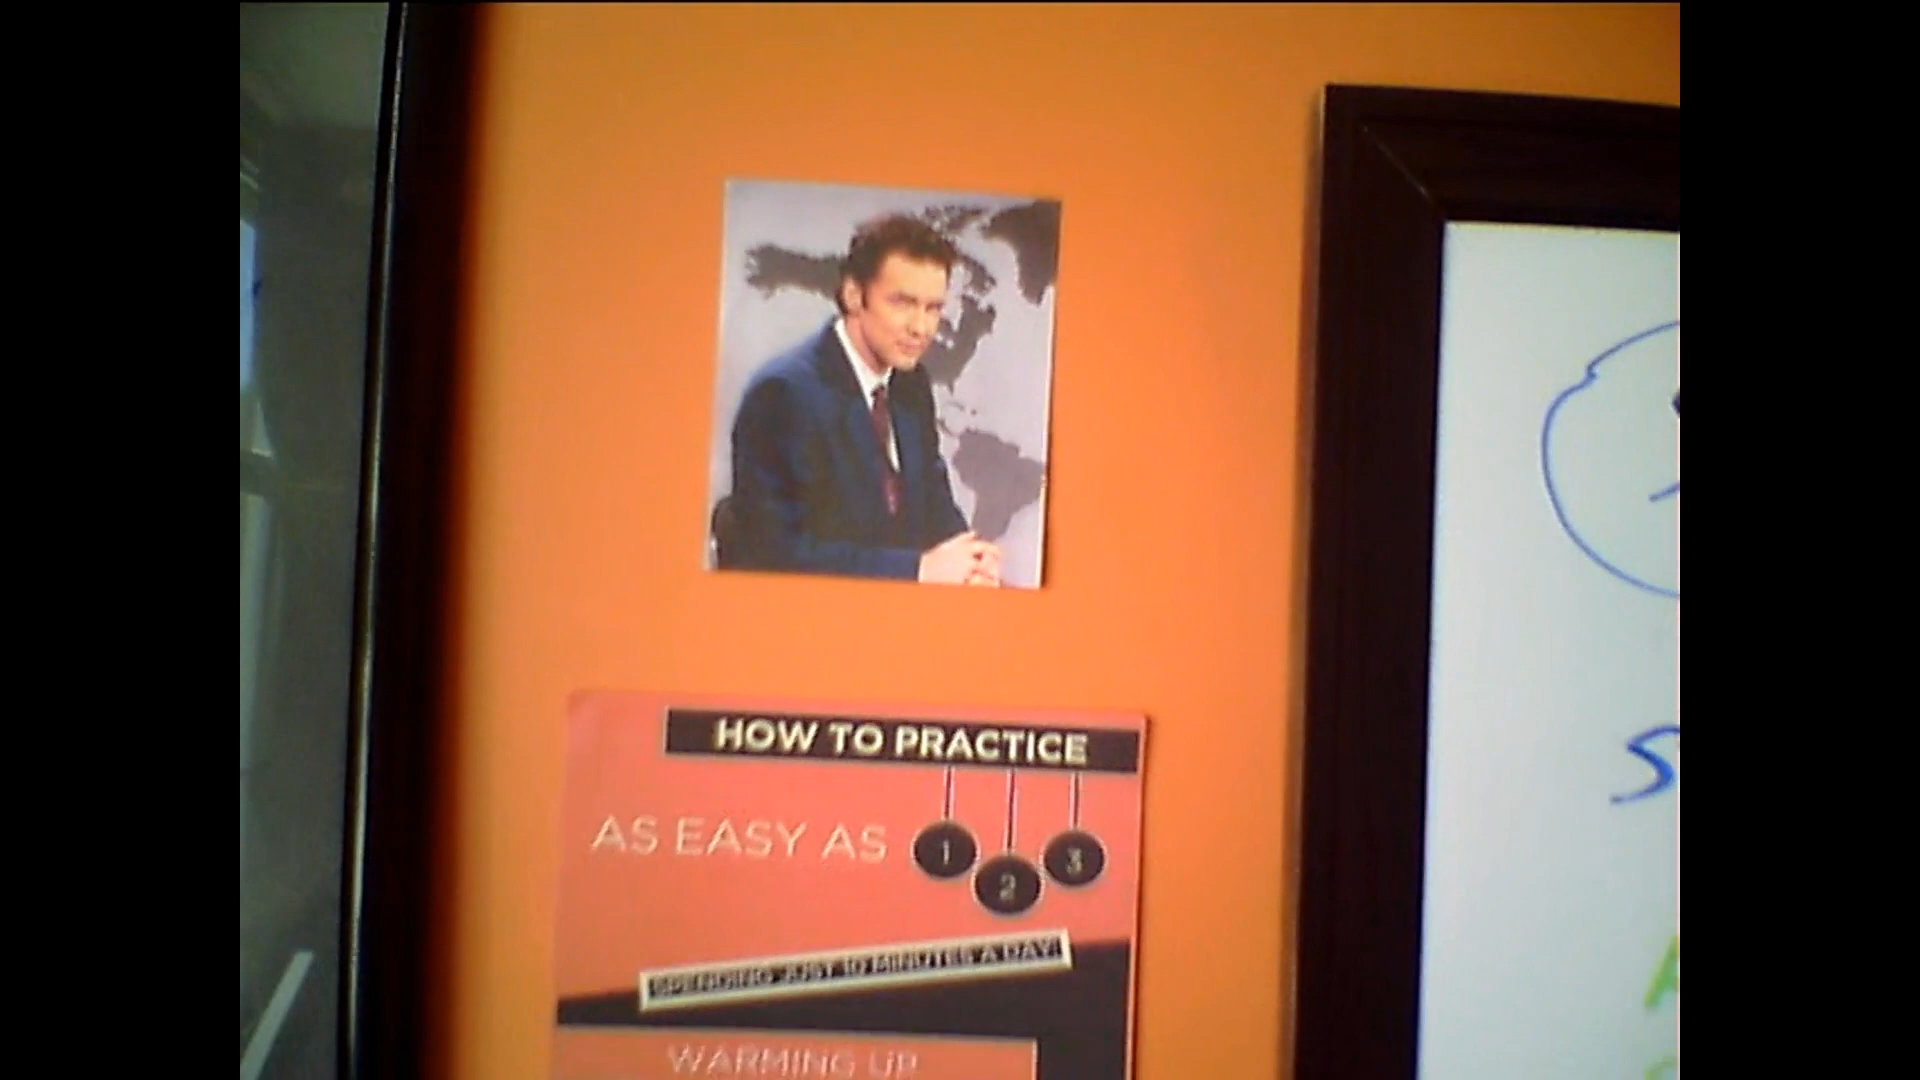 HOW TO PRACTICE
AS EASY AS 1 2 3
SPENDING JUST 10 MINUTES A DAY!
WARMING UP
S